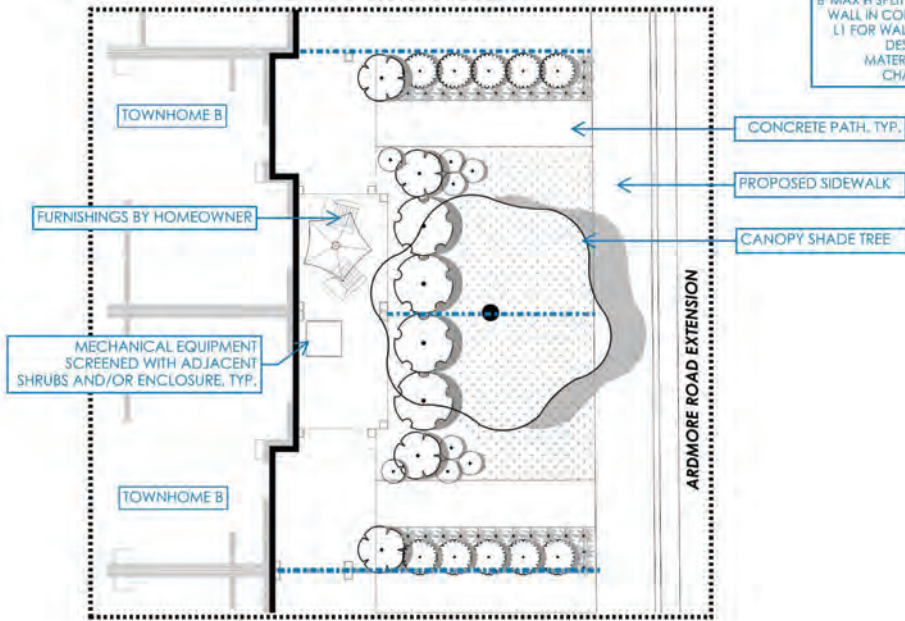 WALL IN CO
L1 FOR WAL
DES
MATER
CHA
TOWNHOME B
CONCRETE PATH, TYP.
PROPOSED SIDEWALK
FURNISHINGS BY HOMEOWNER
CANOPY SHADE TREE
ARDMORE ROAD EXTENSION
MECHANICAL EQUIPMENT
SCREENED WITH ADJACENT
SHRUBS AND/OR ENCLOSURE, TYP.
TOWNHOME B